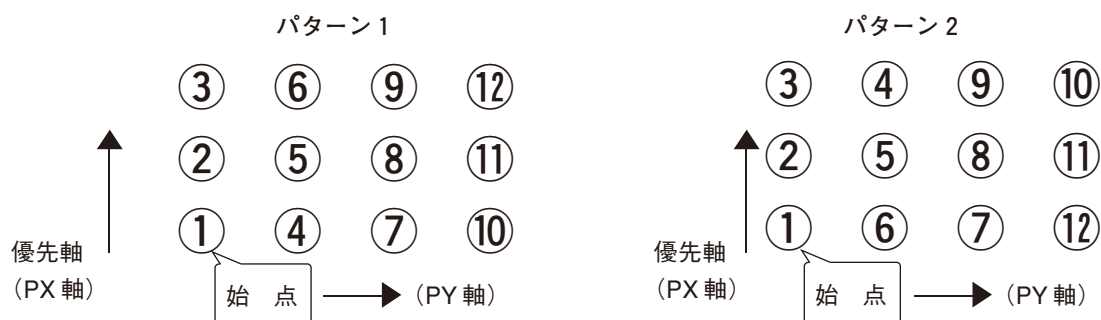 パターン 1
③ ⑥ ⑨ ⑫
② ⑤ ⑧ ⑪
① ④ ⑦ ⑩
優先軸
（PX 軸）
始 点
（PY 軸）
パターン 2
③ ④ ⑨ ⑩
② ⑤ ⑧ ⑪
① ⑥ ⑦ ⑫
優先軸
（PX 軸）
始 点
（PY 軸）